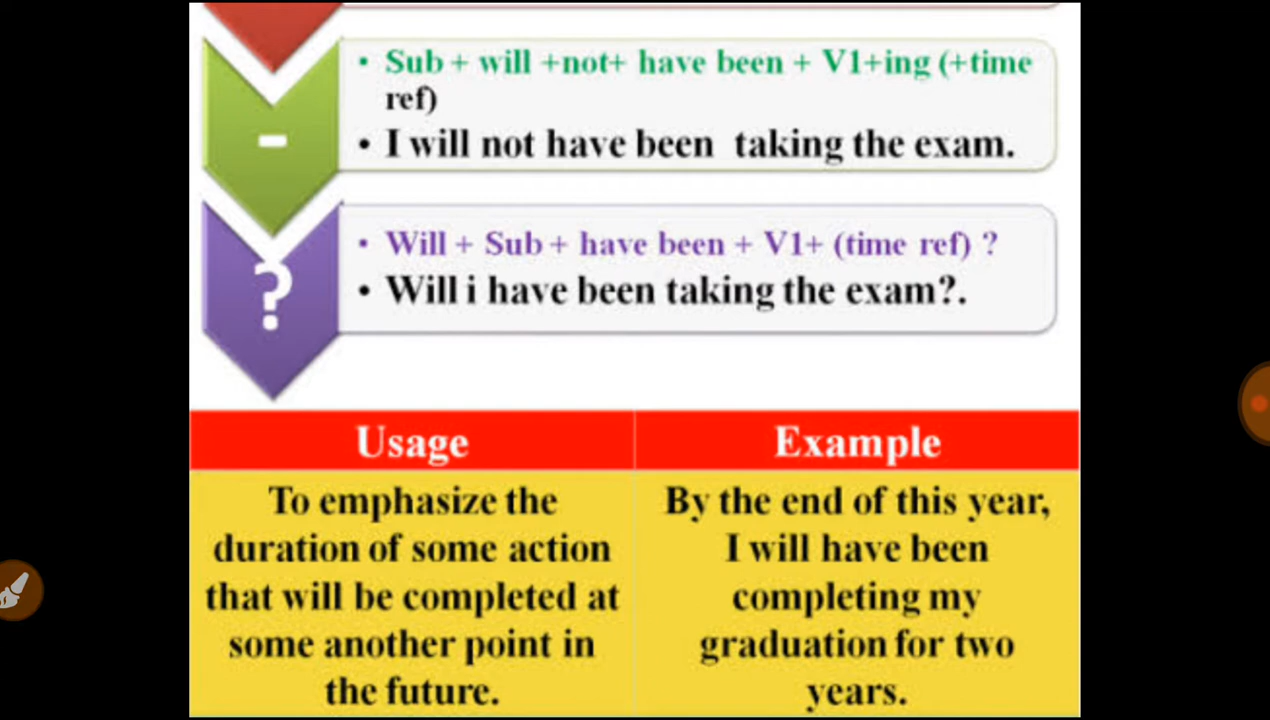 • Sub + will +not+ have been + V1+ing (+time
ref)
-
• I will not have been taking the exam.
• Will + Sub + have been + V1+ (time ref) ?
?
• Will i have been taking the exam?.
Usage
Example
To emphasize the
duration of some action
that will be completed at
some another point in
the future.
By the end of this year,
I will have been
completing my
graduation for two
years.